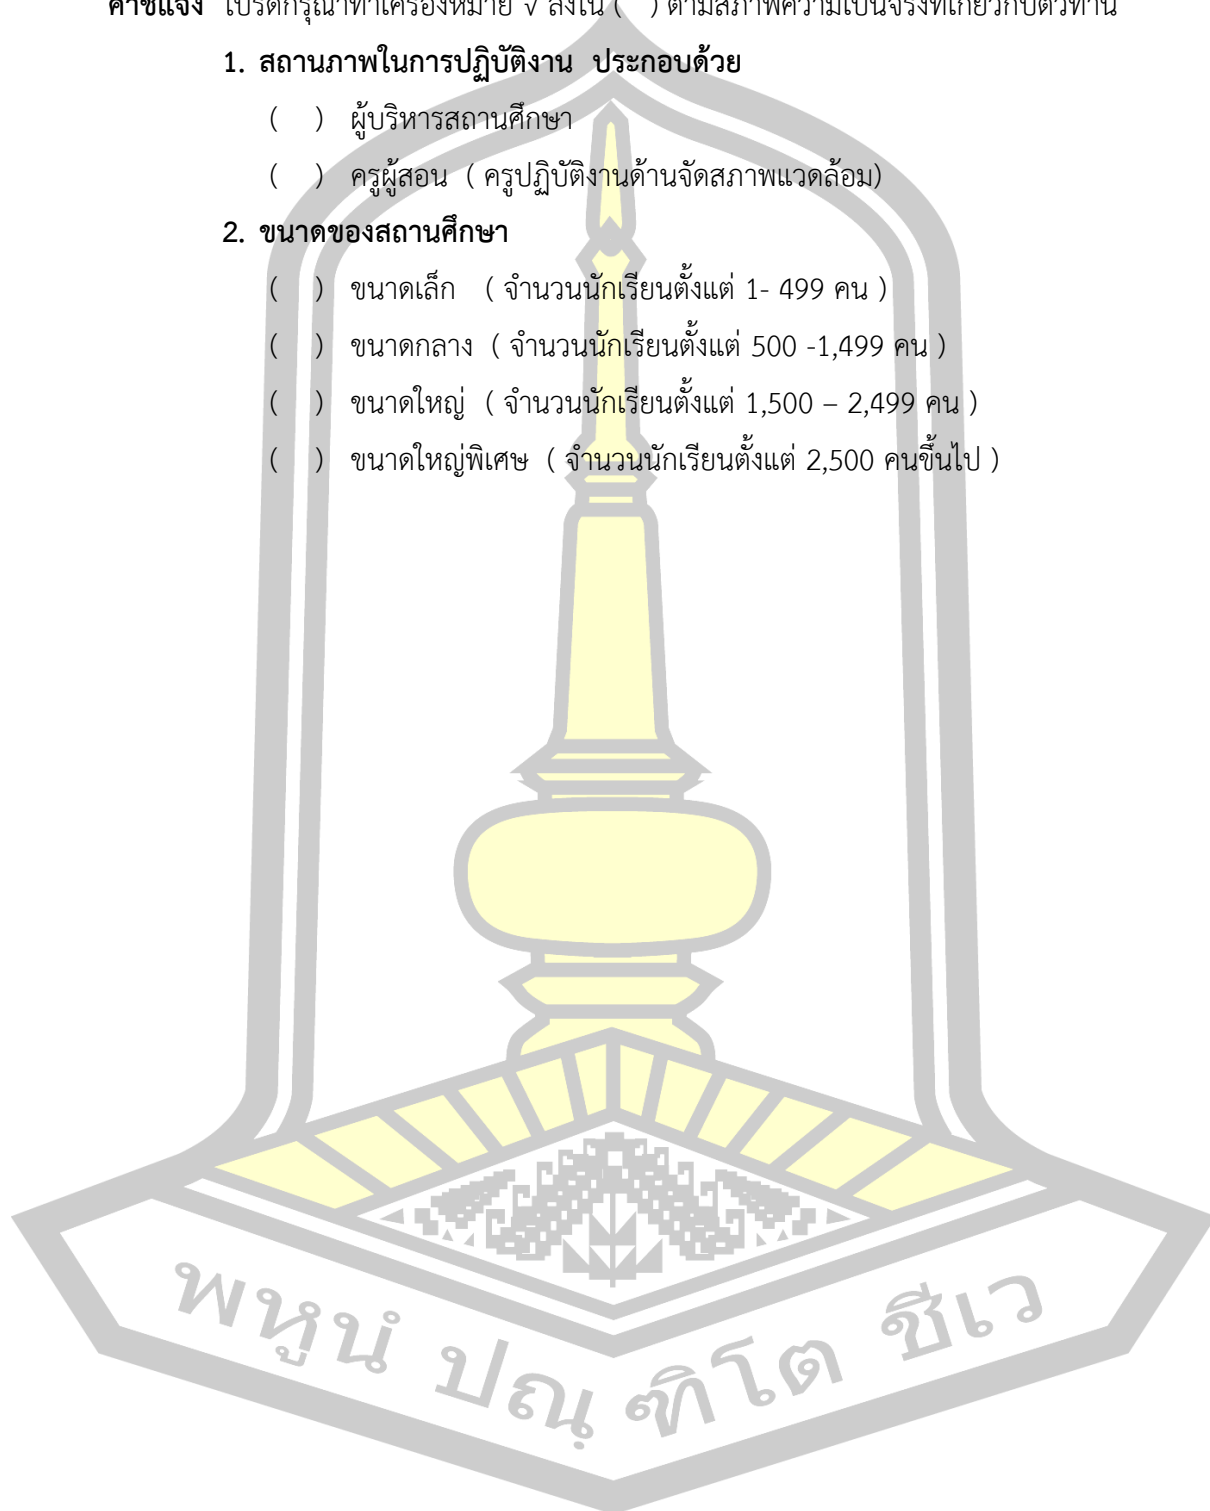 คำชี้แจง โปรดกรุณาทำเครื่องหมาย √ ลงใน ( ) ตามสภาพความเป็นจริงที่เกี่ยวกับตัวท่าน
1. สถานภาพในการปฏิบัติงาน ประกอบด้วย
( ) ผู้บริหารสถานศึกษา
( ) ครูผู้สอน ( ครูปฏิบัติงานด้านจัดสภาพแวดล้อม)
2. ขนาดของสถานศึกษา
( ) ขนาดเล็ก ( จำนวนนักเรียนตั้งแต่ 1- 499 คน )
( ) ขนาดกลาง ( จำนวนนักเรียนตั้งแต่ 500 -1,499 คน )
( ) ขนาดใหญ่ ( จำนวนนักเรียนตั้งแต่ 1,500 – 2,499 คน )
( ) ขนาดใหญ่พิเศษ ( จำนวนนักเรียนตั้งแต่ 2,500 คนขึ้นไป )
พหูนํ ปณฺ ฑิโต ชีเว